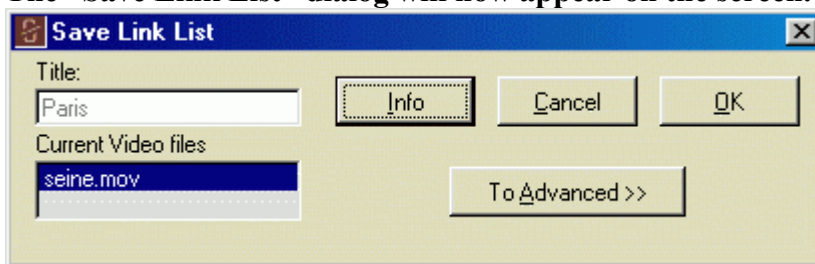 The "Save Link List" dialog will now appear on the screen.
Save Link List
Title:
Paris
Info
Cancel
OK
Current Video files
seine.mov
To Advanced >>